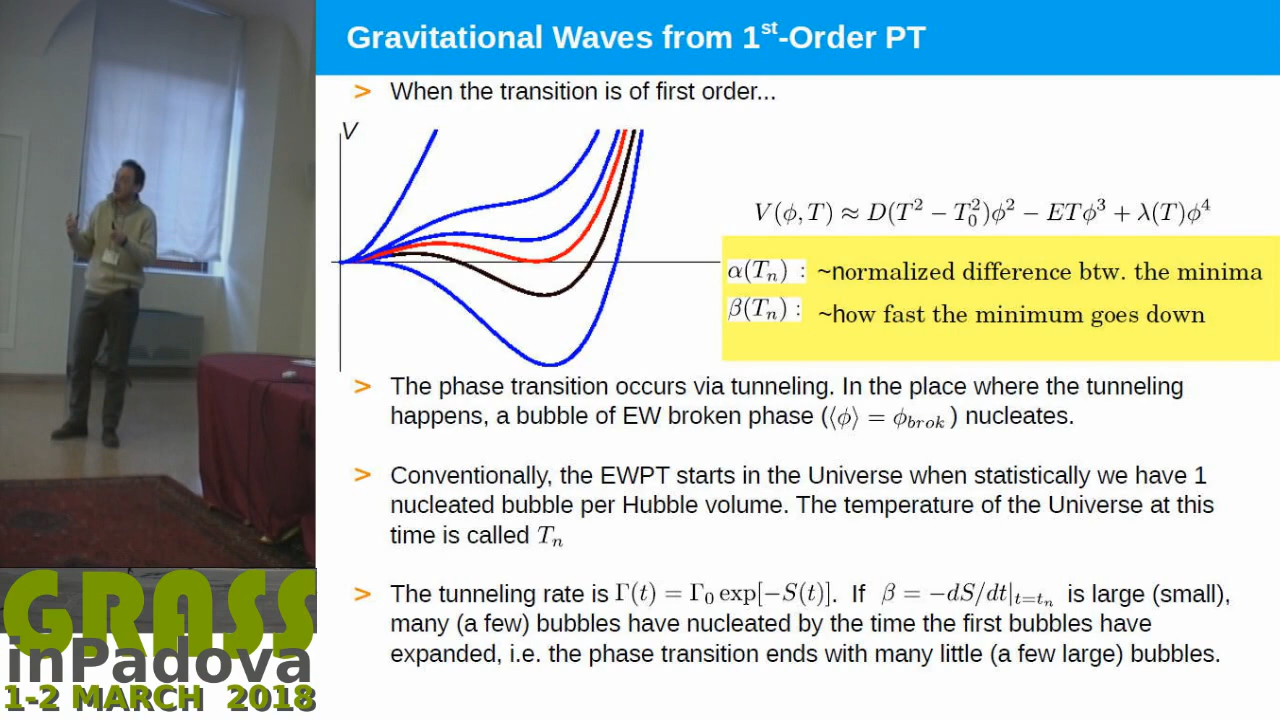 Gravitational Waves from 1st-Order PT
> When the transition is of first order...
V
V(ϕ,T) ≈ D(T² − T₀²)ϕ² − ETϕ³ + λ(T)ϕ⁴
α(Tₙ) : ~normalized difference btw. the minima
β(Tₙ) : ~how fast the minimum goes down
> The phase transition occurs via tunneling. In the place where the tunneling
happens, a bubble of EW broken phase (⟨ϕ⟩ = ϕ_brok) nucleates.
> Conventionally, the EWPT starts in the Universe when statistically we have 1
nucleated bubble per Hubble volume. The temperature of the Universe at this
time is called Tₙ
> The tunneling rate is Γ(t) = Γ₀ exp[−S(t)]. If β = −dS/dt|ₜ₌ₜₙ is large (small),
many (a few) bubbles have nucleated by the time the first bubbles have
expanded, i.e. the phase transition ends with many little (a few large) bubbles.
GRASS
inPadova
1-2 MARCH 2018